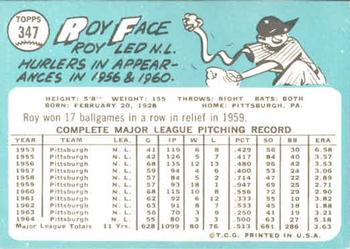 TOPPS
347
ROY FACE
ROY LED N.L.
HURLERS IN APPEAR-
ANCES IN 1956 & 1960.
HEIGHT: 5'8" WEIGHT: 155 THROWS: RIGHT BATS: BOTH
BORN: FEBRUARY 20, 1928 HOME: PITTSBURGH, PA.
Roy won 17 ballgames in a row in relief in 1959.
COMPLETE MAJOR LEAGUE PITCHING RECORD
YEAR TEAM LEA. G IP W L PCT SO BB ERA
1953 Pittsburgh N.L. 41 119 6 8 .429 56 30 6.58
1955 Pittsburgh N.L. 42 126 5 7 .417 84 40 3.58
1956 Pittsburgh N.L. 68 135 12 13 .480 96 42 3.53
1957 Pittsburgh N.L. 59 94 4 6 .400 53 24 3.06
1958 Pittsburgh N.L. 57 84 5 2 .714 47 22 2.89
1959 Pittsburgh N.L. 57 93 18 1 .947 69 25 2.71
1960 Pittsburgh N.L. 68 115 10 8 .556 72 29 2.90
1961 Pittsburgh N.L. 62 92 6 12 .333 55 10 3.82
1962 Pittsburgh N.L. 63 91 8 7 .533 45 18 1.88
1963 Pittsburgh N.L. 56 70 3 9 .250 41 19 3.21
1964 Pittsburgh N.L. 55 80 3 3 .500 63 27 5.18
Major League Totals 11 Yrs. 628 1099 80 76 .513 681 286 3.63
©T.C.G. PRINTED IN U.S.A.